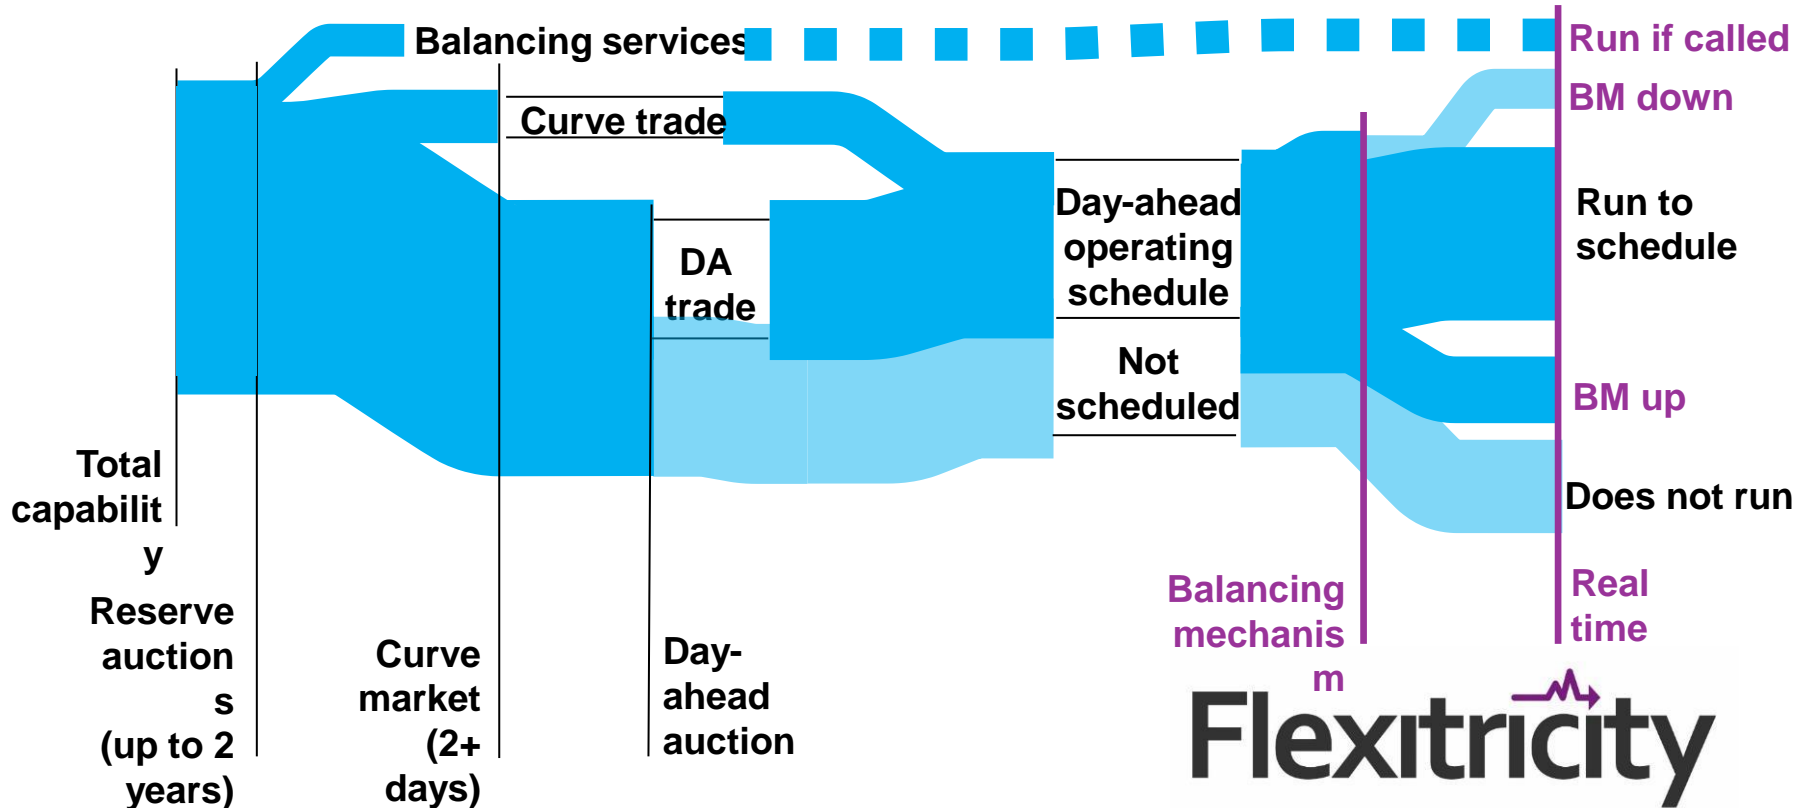 Balancing services
Run if called
BM down
Curve trade
Day-ahead
operating
schedule
Run to
schedule
DA
trade
Not
scheduled
BM up
Total
capabilit
y
Does not run
Reserve
auction
s
(up to 2
years)
Curve
market
(2+
days)
Day-
ahead
auction
Balancing
mechanis
m
Real
time
Flexitricity